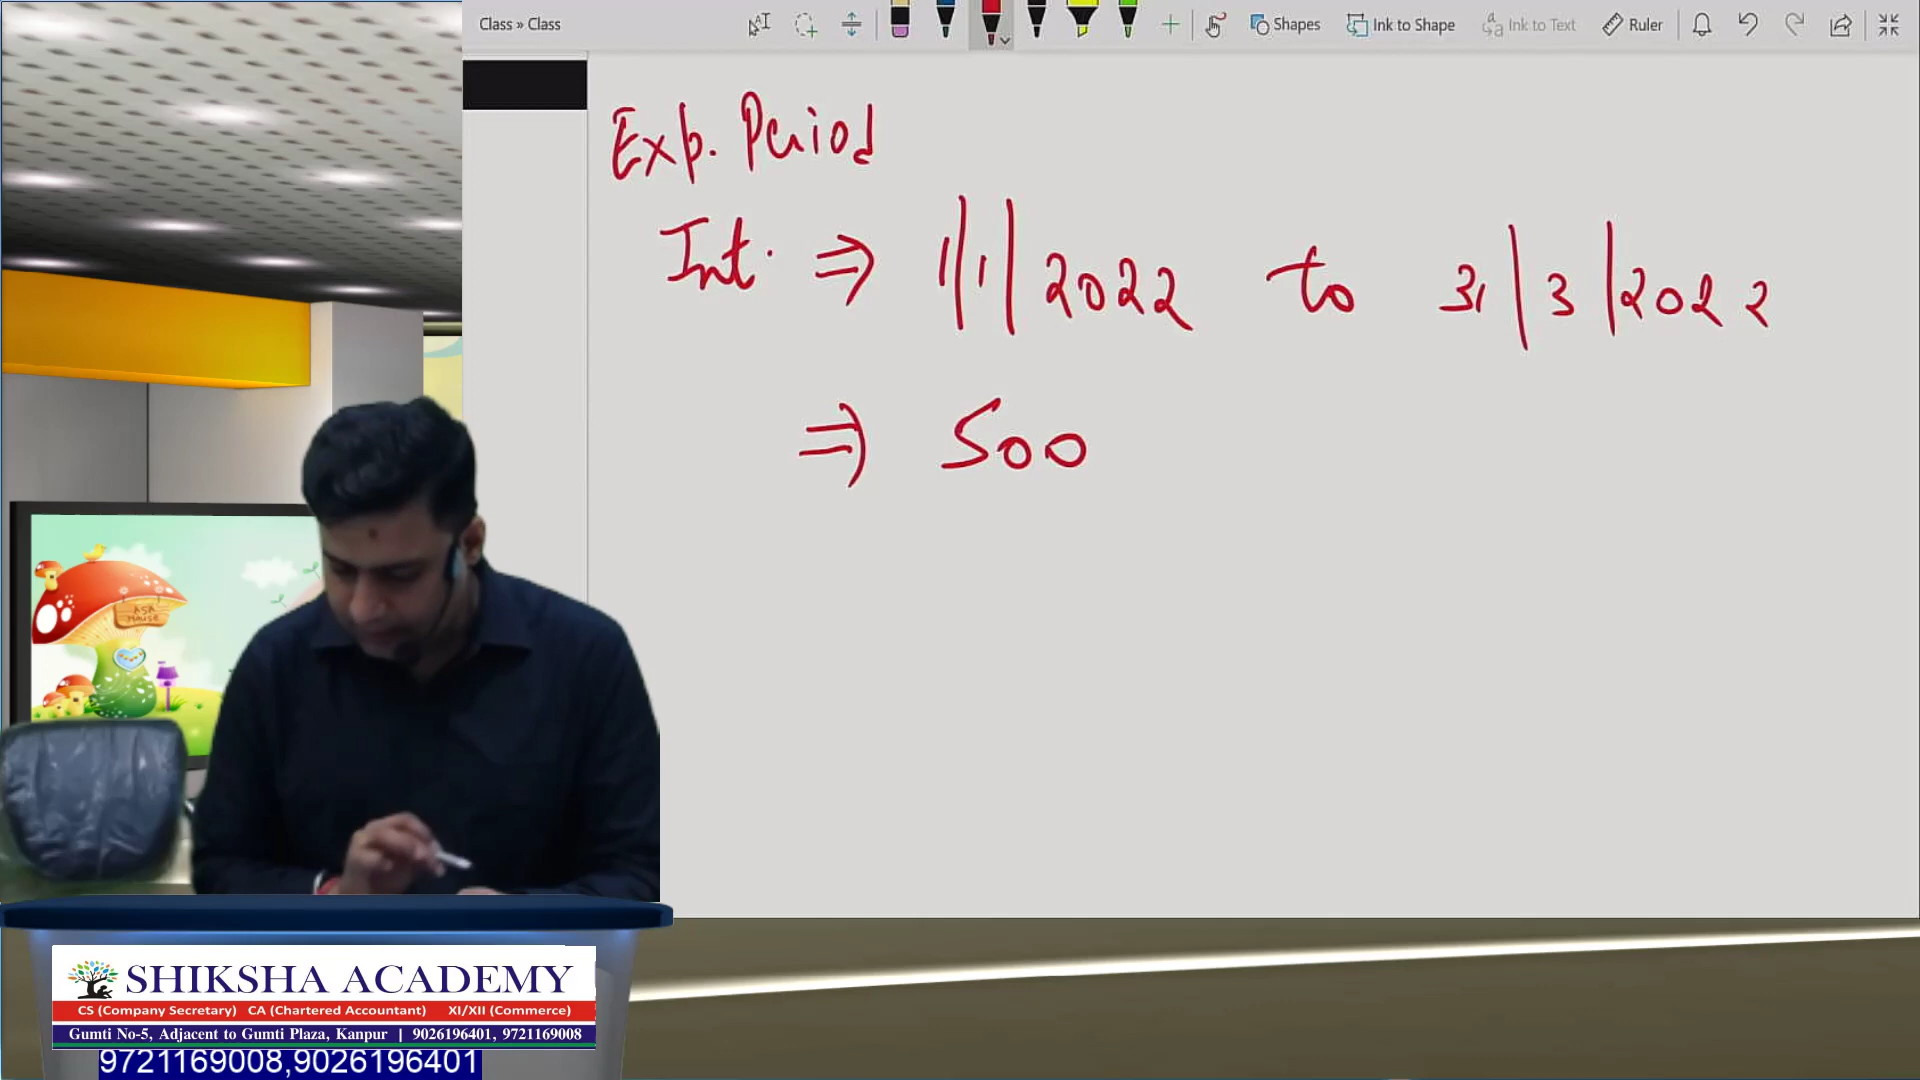 Class » Class
Shapes
Ink to Shape
Ink to Text
Ruler
Exp. Period
Int. ⇒ 1/1/2022 to 31/3/2022
⇒ 500
ASA
House
SHIKSHA ACADEMY
CS (Company Secretary) CA (Chartered Accountant) XI/XII (Commerce)
Gumti No-5, Adjacent to Gumti Plaza, Kanpur | 9026196401, 9721169008
9721169008,9026196401